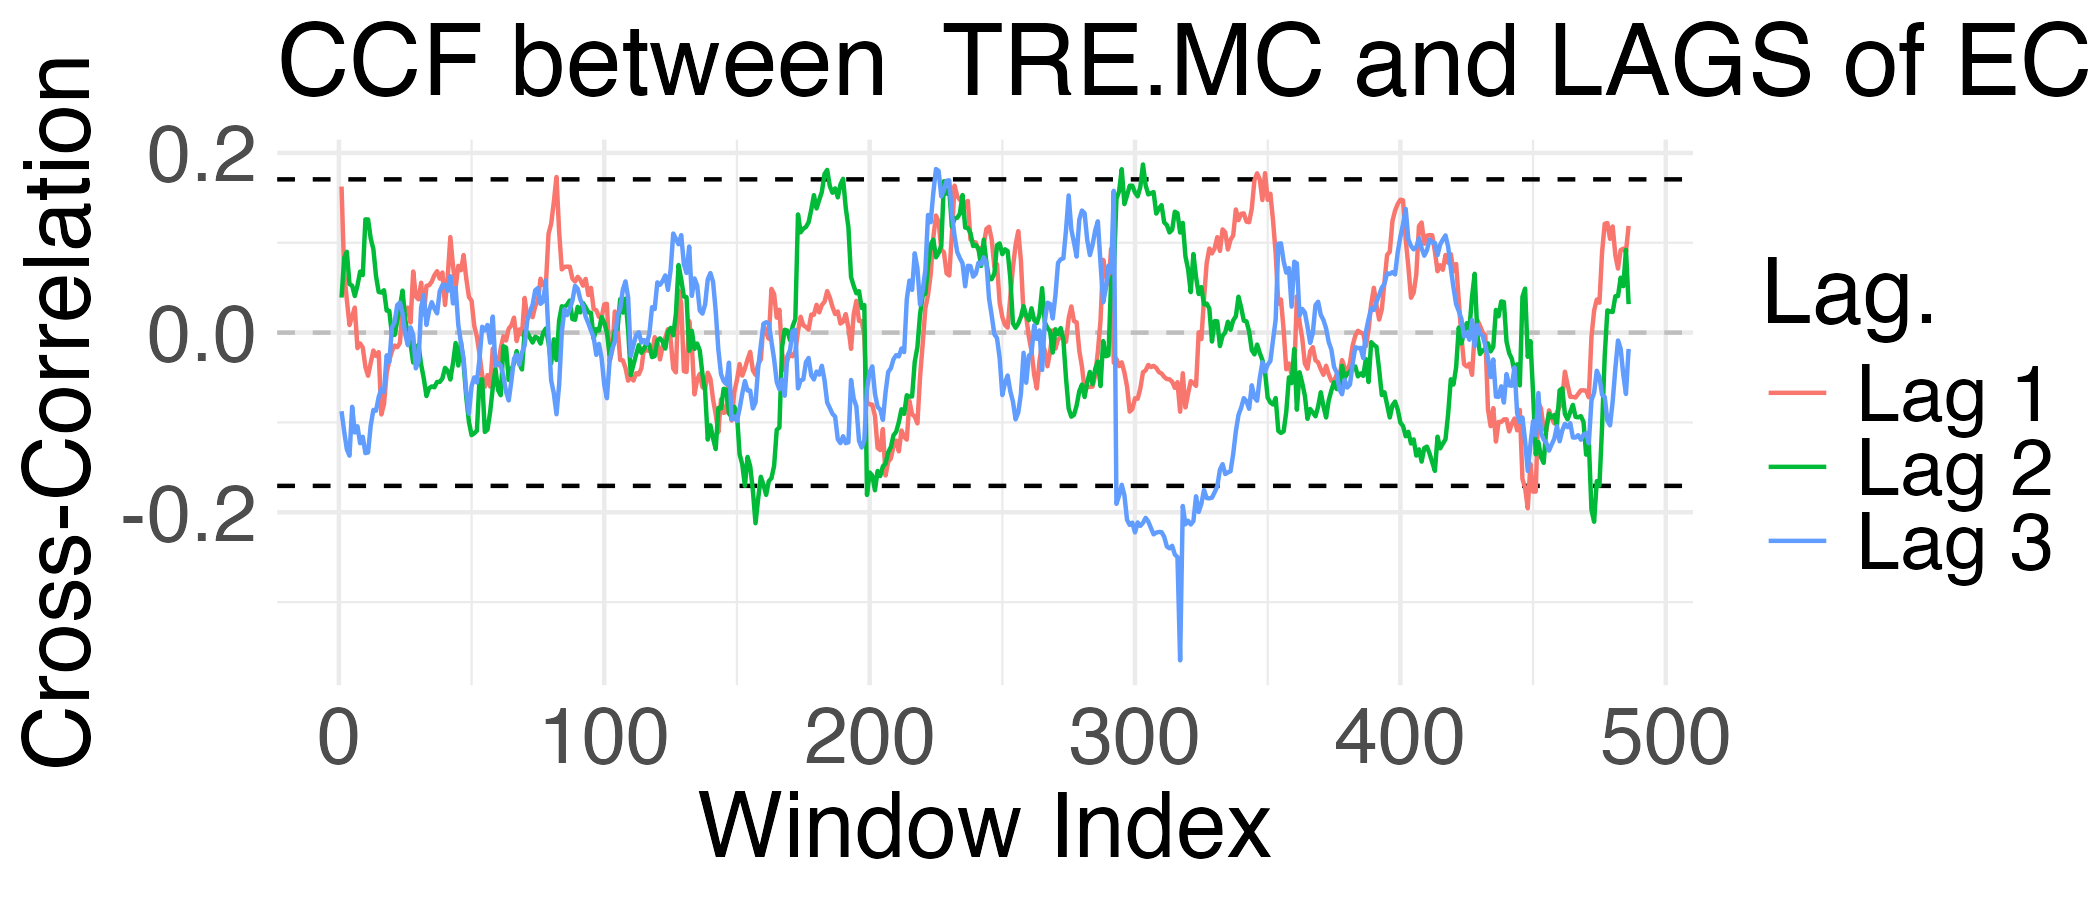 CCF between  TRE.MC and LAGS of EC
Cross-Correlation
0.2
0.0
-0.2
0
100
200
300
400
500
Window Index
Lag.
Lag 1
Lag 2
Lag 3